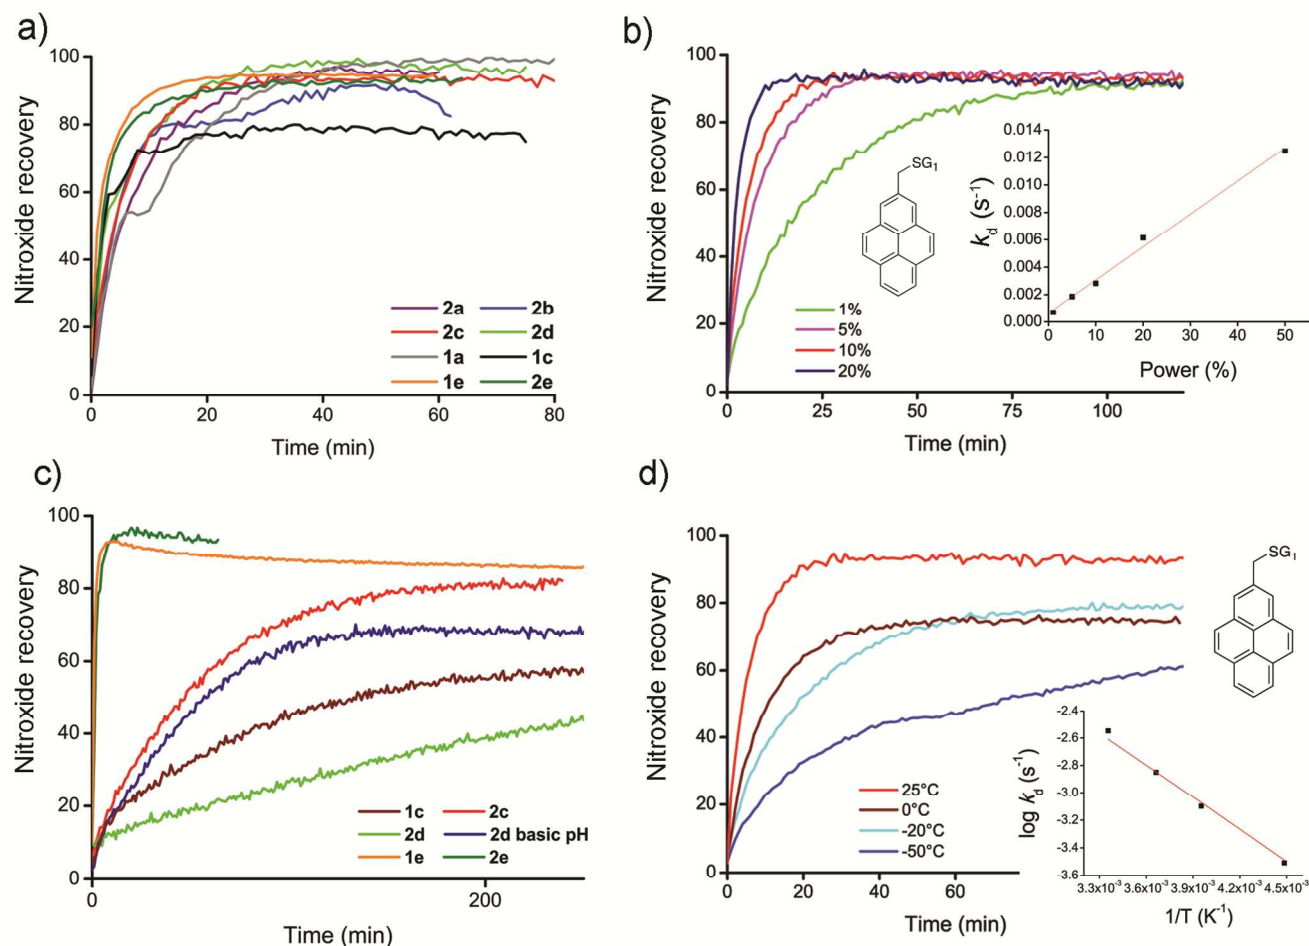 a)
Nitroxide recovery
100
80
60
40
20
0
0 20 40 60 80
Time (min)
2a 2b
2c 2d
1a 1c
1e 2e
b)
Nitroxide recovery
100
80
60
40
20
0
0 25 50 75 100
Time (min)
SG1
1%
5%
10%
20%
kd (s-1)
0.014
0.012
0.010
0.008
0.006
0.004
0.002
0.000
0 10 20 30 40 50
Power (%)
c)
Nitroxide recovery
100
80
60
40
20
0
0 200
Time (min)
1c 2c
2d 2d basic pH
1e 2e
d)
Nitroxide recovery
100
80
60
40
20
0
0 20 40 60
Time (min)
25°C
0°C
-20°C
-50°C
SG1
log kd (s-1)
-2.4
-2.6
-2.8
-3.0
-3.2
-3.4
-3.6
3.3x10-3 3.6x10-3 3.9x10-3 4.2x10-3 4.5x10-3
1/T (K-1)